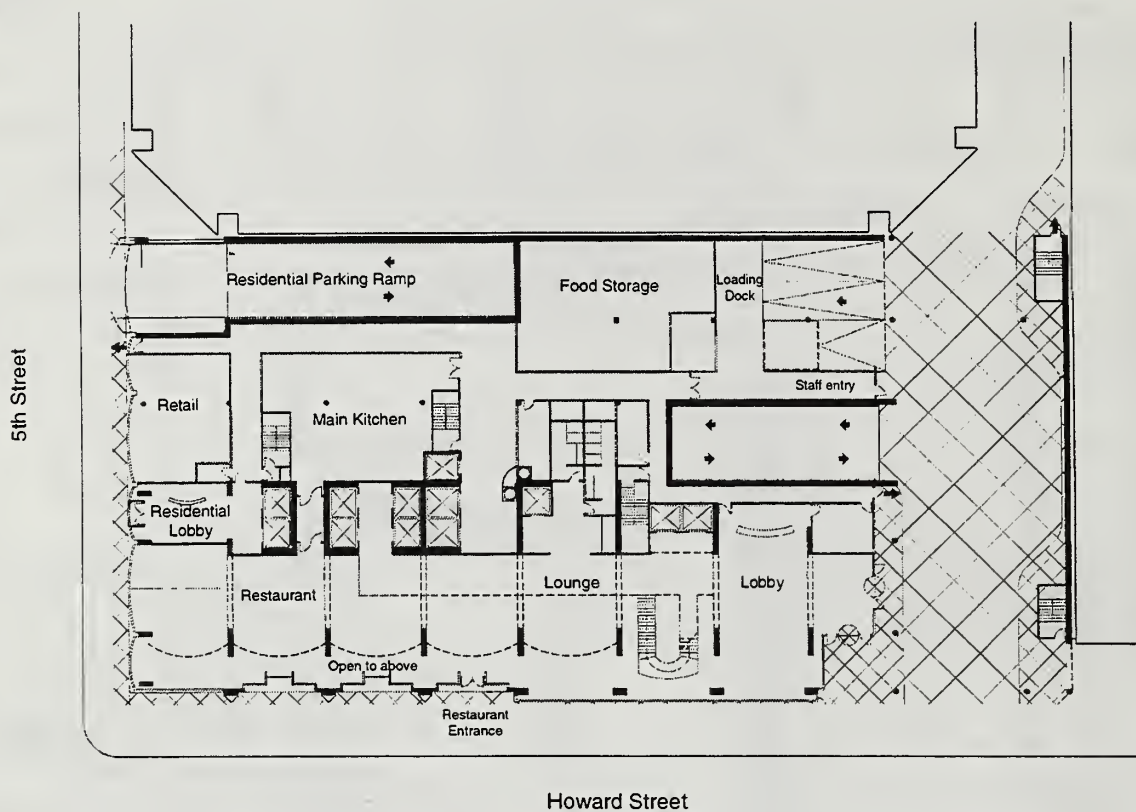 5th Street
Residential Parking Ramp
Food Storage
Loading
Dock
Retail
Main Kitchen
Staff entry
Residential
Lobby
Restaurant
Lounge
Lobby
Open to above
Restaurant
Entrance
Howard Street